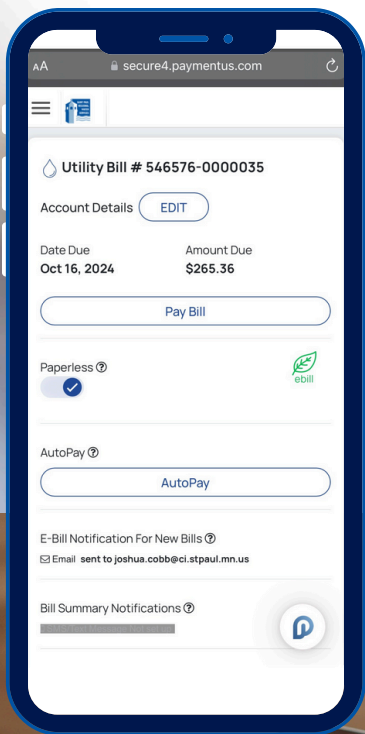 AA secure4.paymentus.com
Utility Bill # 546576-0000035
Account Details EDIT
Date Due Amount Due
Oct 16, 2024 $265.36
Pay Bill
Paperless ?
ebill
AutoPay ?
AutoPay
E-Bill Notification For New Bills ?
Email sent to joshua.cobb@ci.stpaul.mn.us
Bill Summary Notifications ?